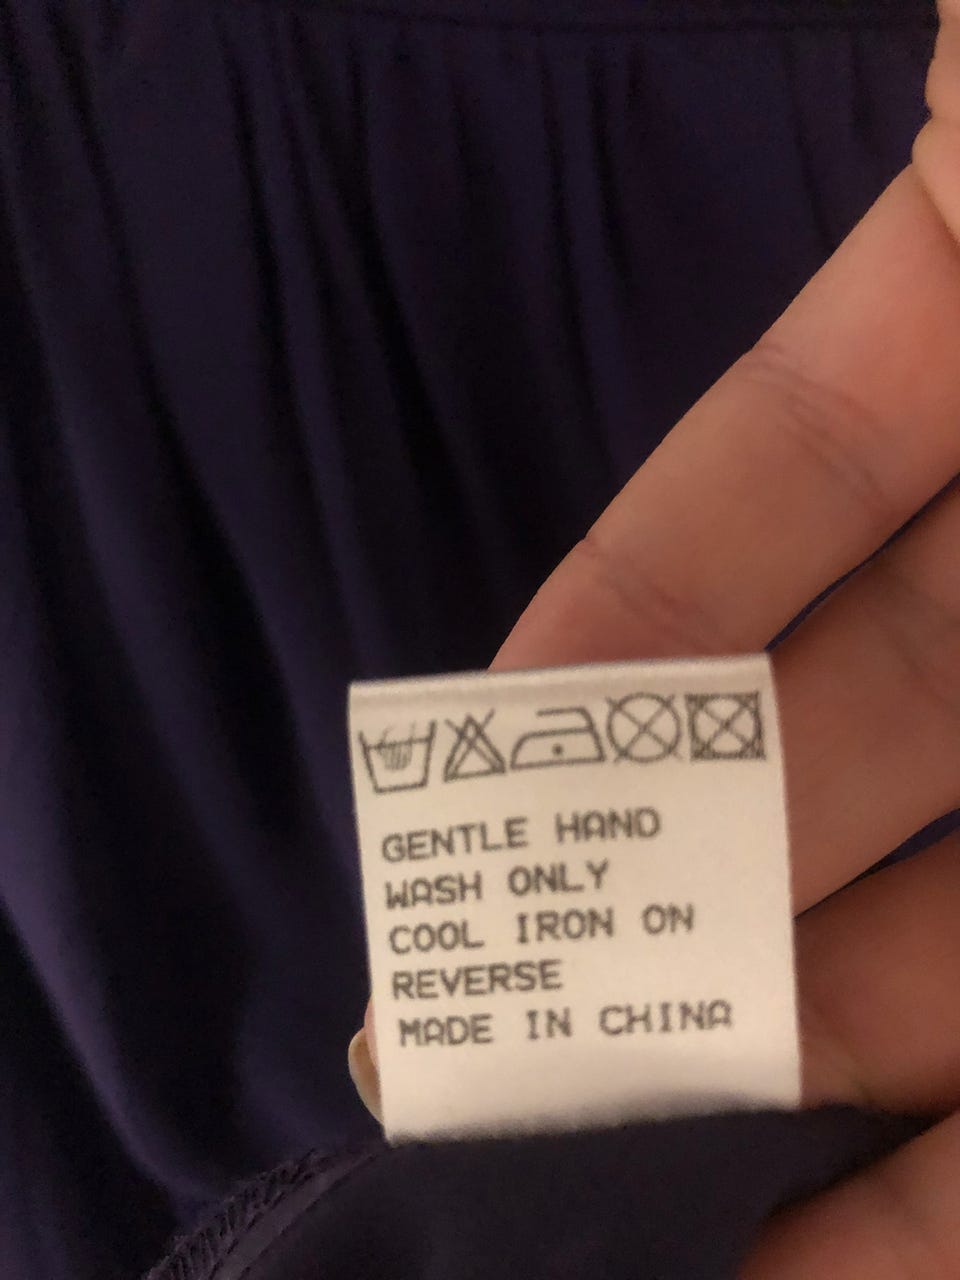 GENTLE HAND
WASH ONLY
COOL IRON ON
REVERSE
MADE IN CHINA